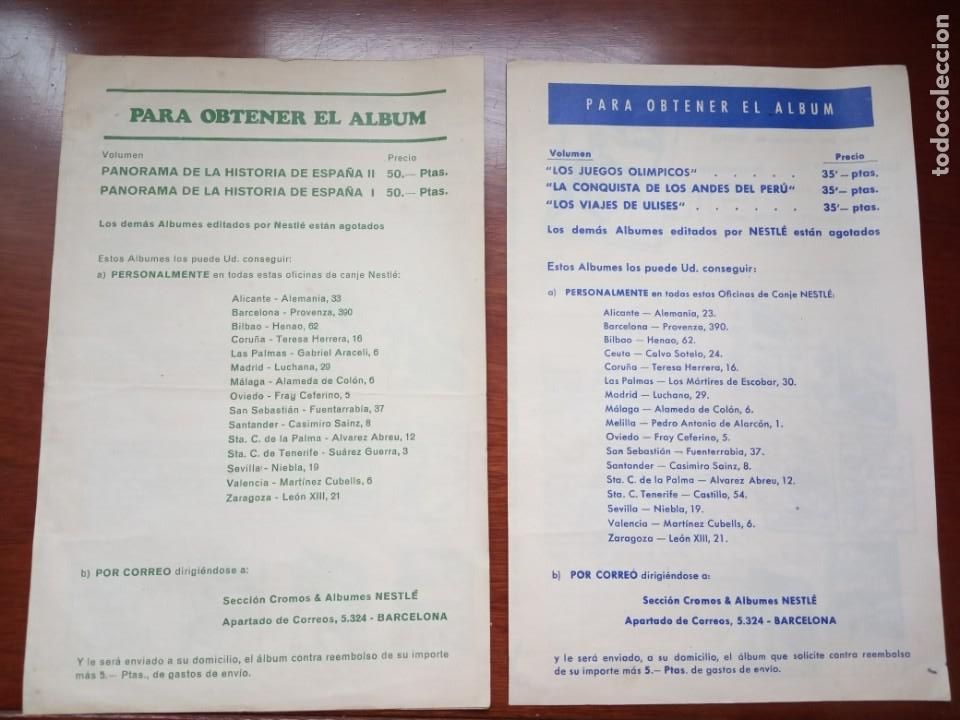 PARA OBTENER EL ALBUM
Volumen Precio
PANORAMA DE LA HISTORIA DE ESPAÑA II 50.— Ptas.
PANORAMA DE LA HISTORIA DE ESPAÑA I 50.— Ptas.
Los demás Albumes editados por Nestlé están agotados
Estos Albumes los puede Ud. conseguir:
a) PERSONALMENTE en todas estas oficinas de canje Nestlé:
Alicante - Alemania, 33
Barcelona - Provenza, 390
Bilbao - Henao, 62
Coruña - Teresa Herrera, 16
Las Palmas - Gabriel Araceli, 6
Madrid - Luchana, 29
Málaga - Alameda de Colón, 6
Oviedo - Fray Ceferino, 5
San Sebastián - Fuentarrabía, 37
Santander - Casimiro Sainz, 8
Sta. C. de la Palma - Alvarez Abreu, 12
Sta. C. de Tenerife - Suárez Guerra, 3
Sevilla - Niebla, 19
Valencia - Martínez Cubells, 6
Zaragoza - León XIII, 21
b) POR CORREO dirigiéndose a:
Sección Cromos & Albumes NESTLÉ
Apartado de Correos, 5.324 - BARCELONA
Y le será enviado a su domicilio, el álbum contra reembolso de su importe
más 5.— Ptas., de gastos de envío.
PARA OBTENER EL ALBUM
Volumen Precio
"LOS JUEGOS OLIMPICOS" . . . . . 35'— ptas.
"LA CONQUISTA DE LOS ANDES DEL PERÚ" 35'— ptas.
"LOS VIAJES DE ULISES" . . . . . . 35'— ptas.
Los demás Albumes editados por NESTLÉ están agotados
Estos Albumes los puede Ud. conseguir:
a) PERSONALMENTE en todas estas Oficinas de Canje NESTLÉ:
Alicante — Alemania, 23.
Barcelona — Provenza, 390.
Bilbao — Henao, 62.
Ceuta — Calvo Sotelo, 24.
Coruña — Teresa Herrera, 16.
Las Palmas — Los Mártires de Escobar, 30.
Madrid — Luchana, 29.
Málaga — Alameda de Colón, 6.
Melilla — Pedro Antonio de Alarcón, 1.
Oviedo — Fray Ceferino, 5.
San Sebastián — Fuenterrabia, 37.
Santander — Casimiro Sainz, 8.
Sta. C. de la Palma — Alvarez Abreu, 12.
Sta. C. Tenerife — Castillo, 54.
Sevilla — Niebla, 19.
Valencia — Martínez Cubells, 6.
Zaragoza — León XIII, 21.
b) POR CORREÓ dirigiéndose a:
Sección Cromos & Albumes NESTLÉ
Apartado de Correos, 5.324 - BARCELONA
y le será enviado, a su domicilio, el álbum que solicite contra reembolso
de su importe más 5.— Ptas. de gastos de envío.
todocoleccion